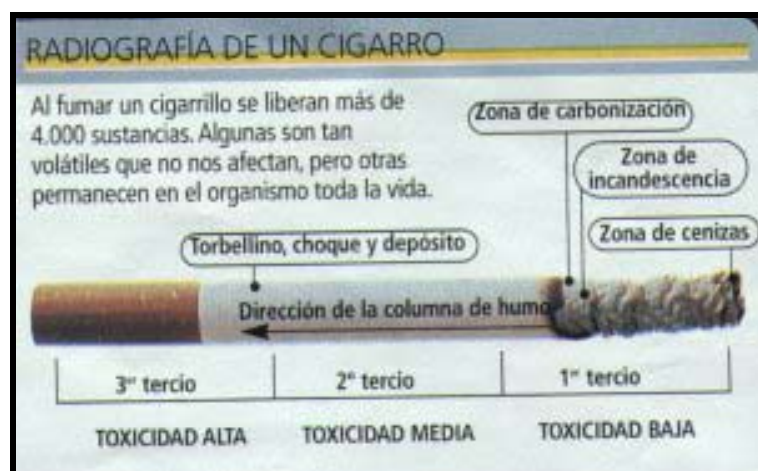 RADIOGRAFÍA DE UN CIGARRO
Al fumar un cigarrillo se liberan más de
4.000 sustancias. Algunas son tan
volátiles que no nos afectan, pero otras
permanecen en el organismo toda la vida.
Zona de carbonización
Zona de
incandescencia
Zona de cenizas
Torbellino, choque y depósito
Dirección de la columna de humo
3er tercio
2º tercio
1er tercio
TOXICIDAD ALTA
TOXICIDAD MEDIA
TOXICIDAD BAJA